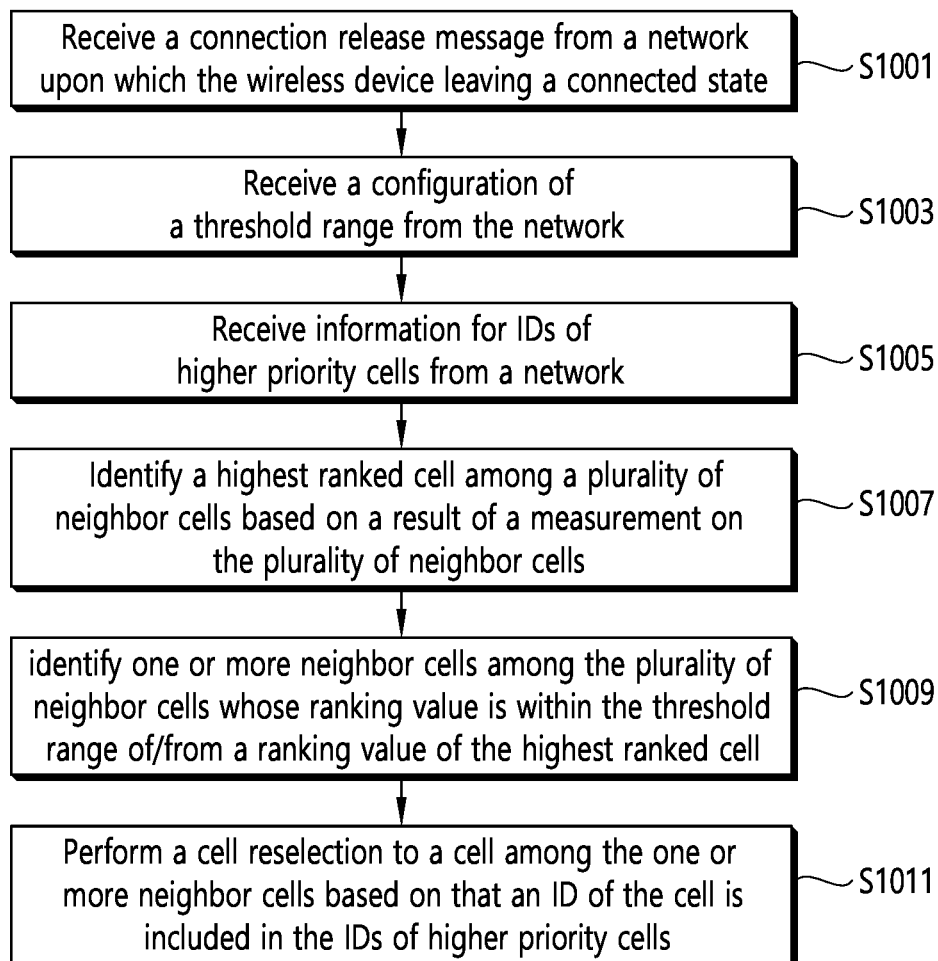 Receive a connection release message from a network
upon which the wireless device leaving a connected state
S1001
Receive a configuration of
a threshold range from the network
S1003
Receive information for IDs of
higher priority cells from a network
S1005
Identify a highest ranked cell among a plurality of
neighbor cells based on a result of a measurement on
the plurality of neighbor cells
S1007
identify one or more neighbor cells among the plurality of
neighbor cells whose ranking value is within the threshold
range of/from a ranking value of the highest ranked cell
S1009
Perform a cell reselection to a cell among the one or
more neighbor cells based on that an ID of the cell is
included in the IDs of higher priority cells
S1011